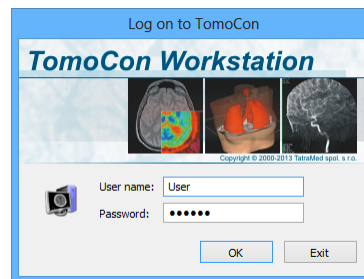 Log on to TomoCon
TomoCon Workstation
Copyright © 2000-2013 TatraMed spol. s r.o.
User name: User
Password: ●●●●●●
OK Exit